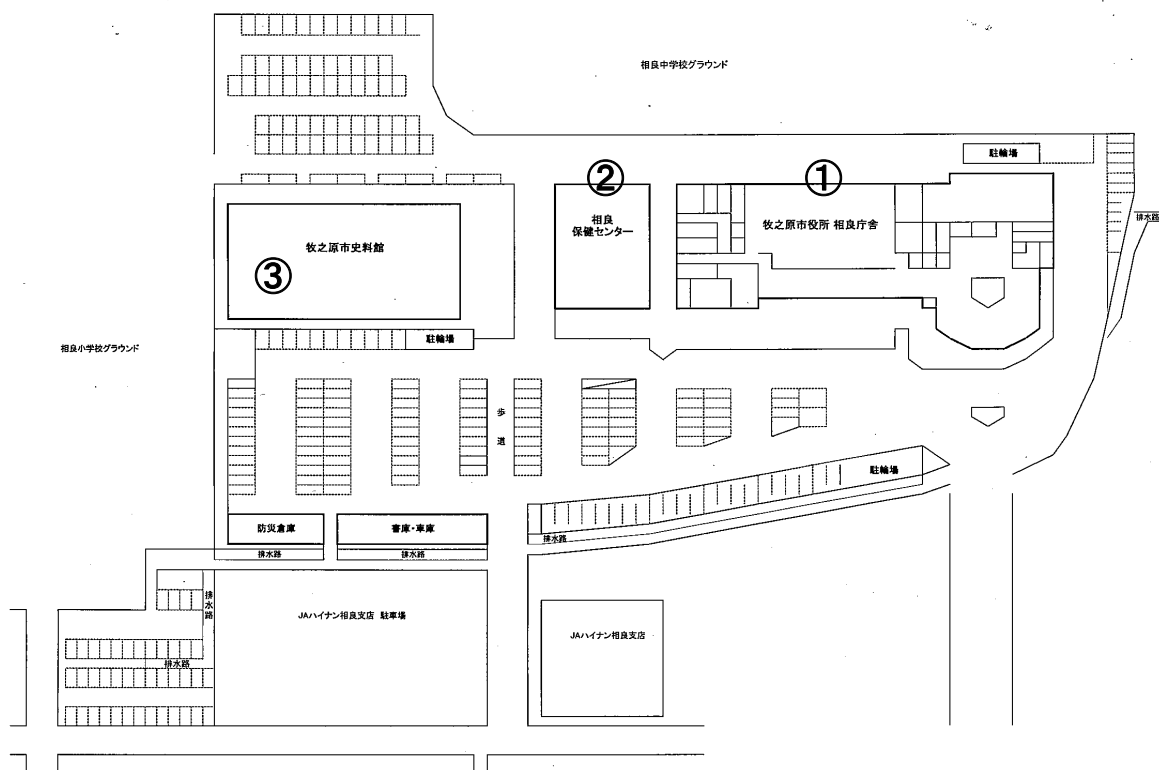 相良中学校グラウンド
駐輪場
②
①
排水路
相良
保健センター
牧之原市役所 相良庁舎
牧之原市史料館
③
駐輪場
相良小学校グラウンド
歩道
駐輪場
防災倉庫
書庫・車庫
排水路
排水路
排水路
排水路
JAハイナン相良支店 駐車場
JAハイナン相良支店
排水路